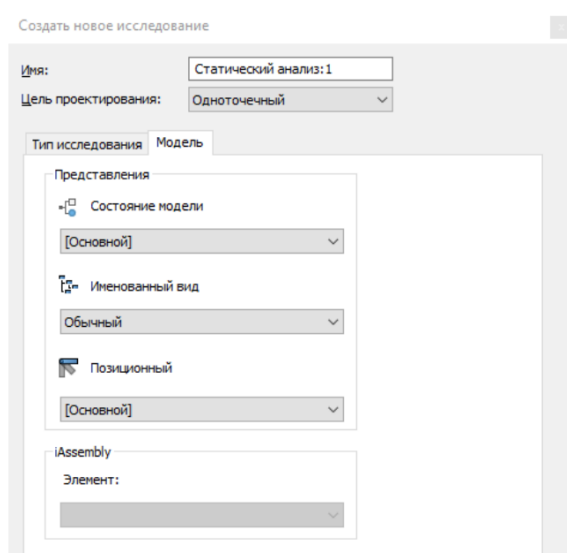 Создать новое исследование
Имя: Статический анализ:1
Цель проектирования: Одноточечный
Тип исследования Модель
Представления
Состояние модели
[Основной]
Именованный вид
Обычный
Позиционный
[Основной]
iAssembly
Элемент: